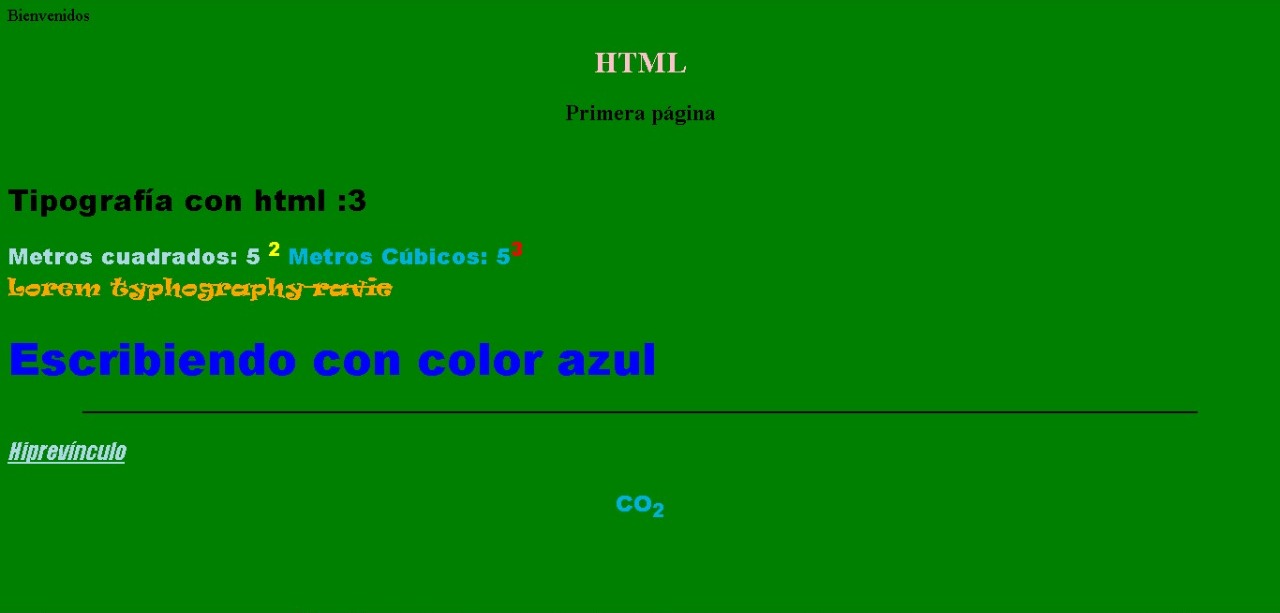 Bienvenidos
HTML
Primera página
Tipografía con html :3
Metros cuadrados: 5 ² Metros Cúbicos: 5³
Lorem typhography ravie
Escribiendo con color azul
Hiprevínculo
CO₂